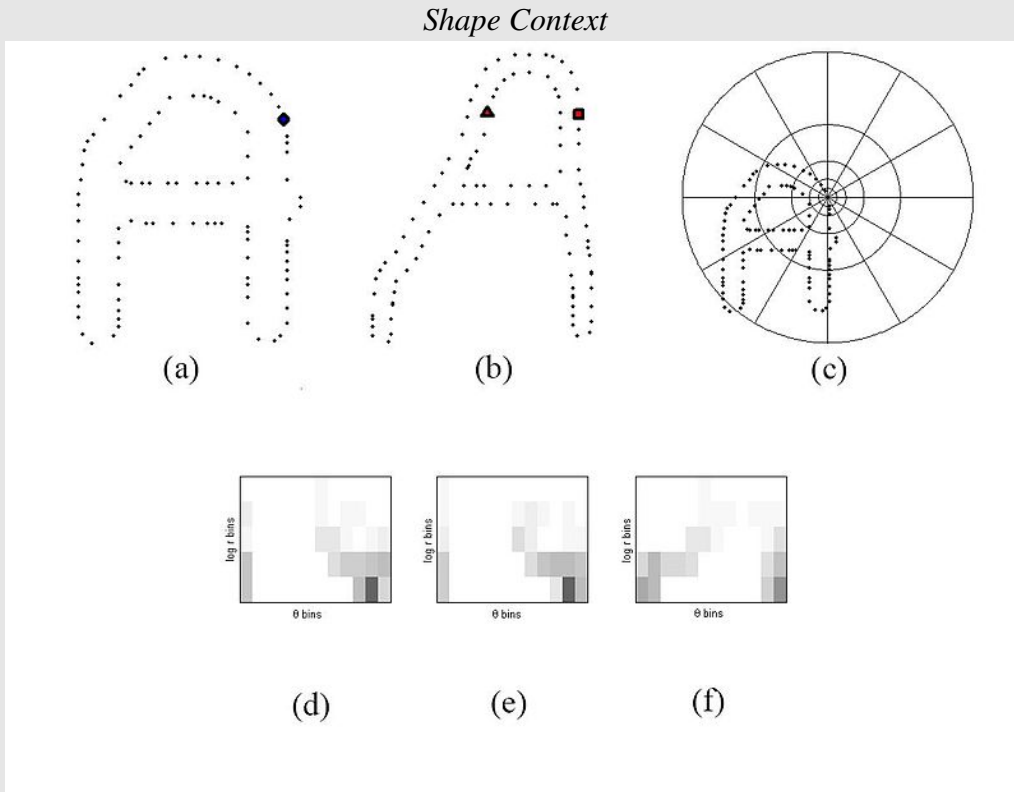 Shape Context
(a) (b) (c)
log r bins log r bins log r bins
θ bins θ bins θ bins
(d) (e) (f)